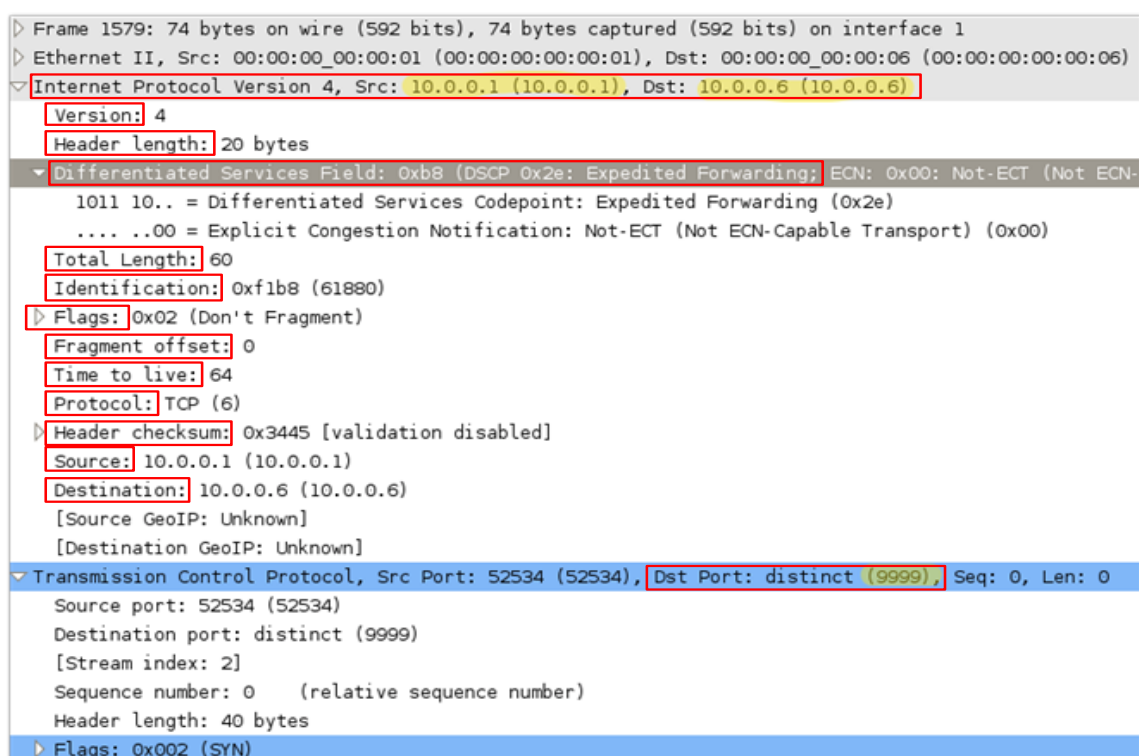 Frame 1579: 74 bytes on wire (592 bits), 74 bytes captured (592 bits) on interface 1
Ethernet II, Src: 00:00:00_00:00:01 (00:00:00:00:00:01), Dst: 00:00:00_00:00:06 (00:00:00:00:00:06)
Internet Protocol Version 4, Src: 10.0.0.1 (10.0.0.1), Dst: 10.0.0.6 (10.0.0.6)
Version: 4
Header length: 20 bytes
Differentiated Services Field: 0xb8 (DSCP 0x2e: Expedited Forwarding; ECN: 0x00: Not-ECT (Not ECN-
1011 10.. = Differentiated Services Codepoint: Expedited Forwarding (0x2e)
.... ..00 = Explicit Congestion Notification: Not-ECT (Not ECN-Capable Transport) (0x00)
Total Length: 60
Identification: 0xf1b8 (61880)
Flags: 0x02 (Don't Fragment)
Fragment offset: 0
Time to live: 64
Protocol: TCP (6)
Header checksum: 0x3445 [validation disabled]
Source: 10.0.0.1 (10.0.0.1)
Destination: 10.0.0.6 (10.0.0.6)
[Source GeoIP: Unknown]
[Destination GeoIP: Unknown]
Transmission Control Protocol, Src Port: 52534 (52534), Dst Port: distinct (9999), Seq: 0, Len: 0
Source port: 52534 (52534)
Destination port: distinct (9999)
[Stream index: 2]
Sequence number: 0    (relative sequence number)
Header length: 40 bytes
Flags: 0x002 (SYN)